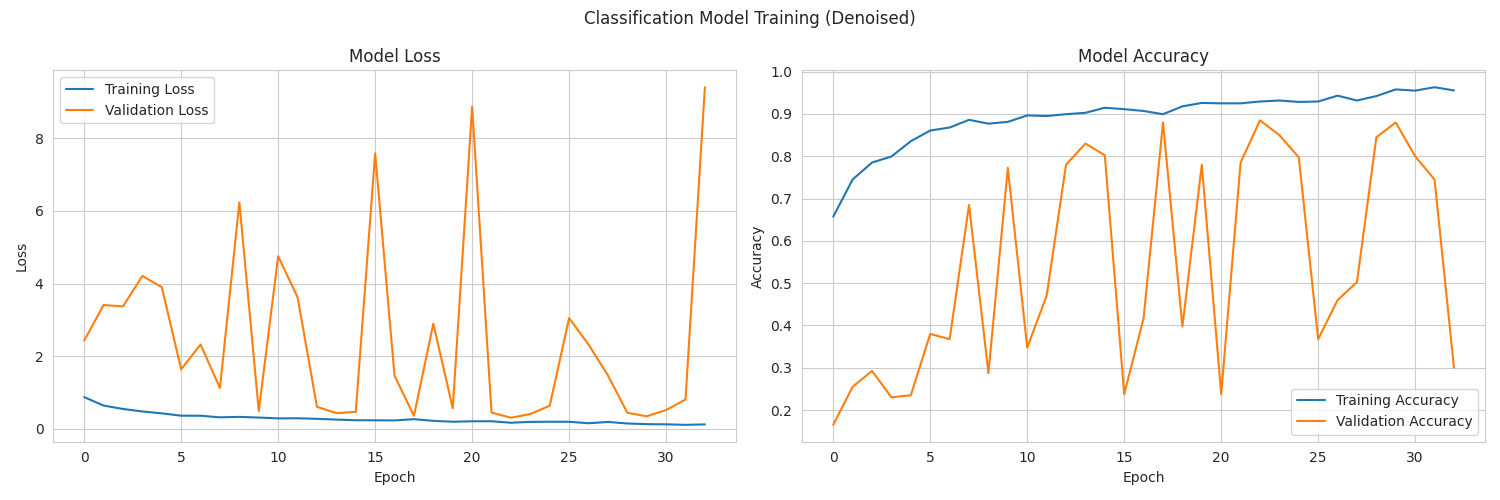 Classification Model Training (Denoised)
Model Loss
Training Loss
Validation Loss
Loss
8
6
4
2
0
0 5 10 15 20 25 30
Epoch
Model Accuracy
Accuracy
1.0
0.9
0.8
0.7
0.6
0.5
0.4
0.3
0.2
Training Accuracy
Validation Accuracy
0 5 10 15 20 25 30
Epoch